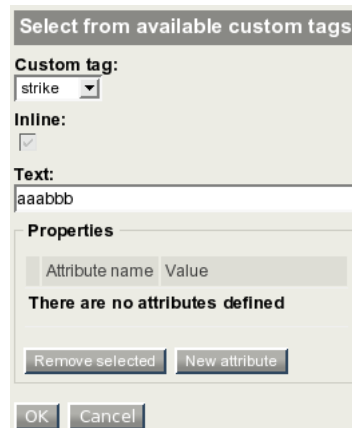 Select from available custom tags
Custom tag:
strike
Inline:
Text:
aaabbb
Properties
Attribute name Value
There are no attributes defined
Remove selected New attribute
OK Cancel